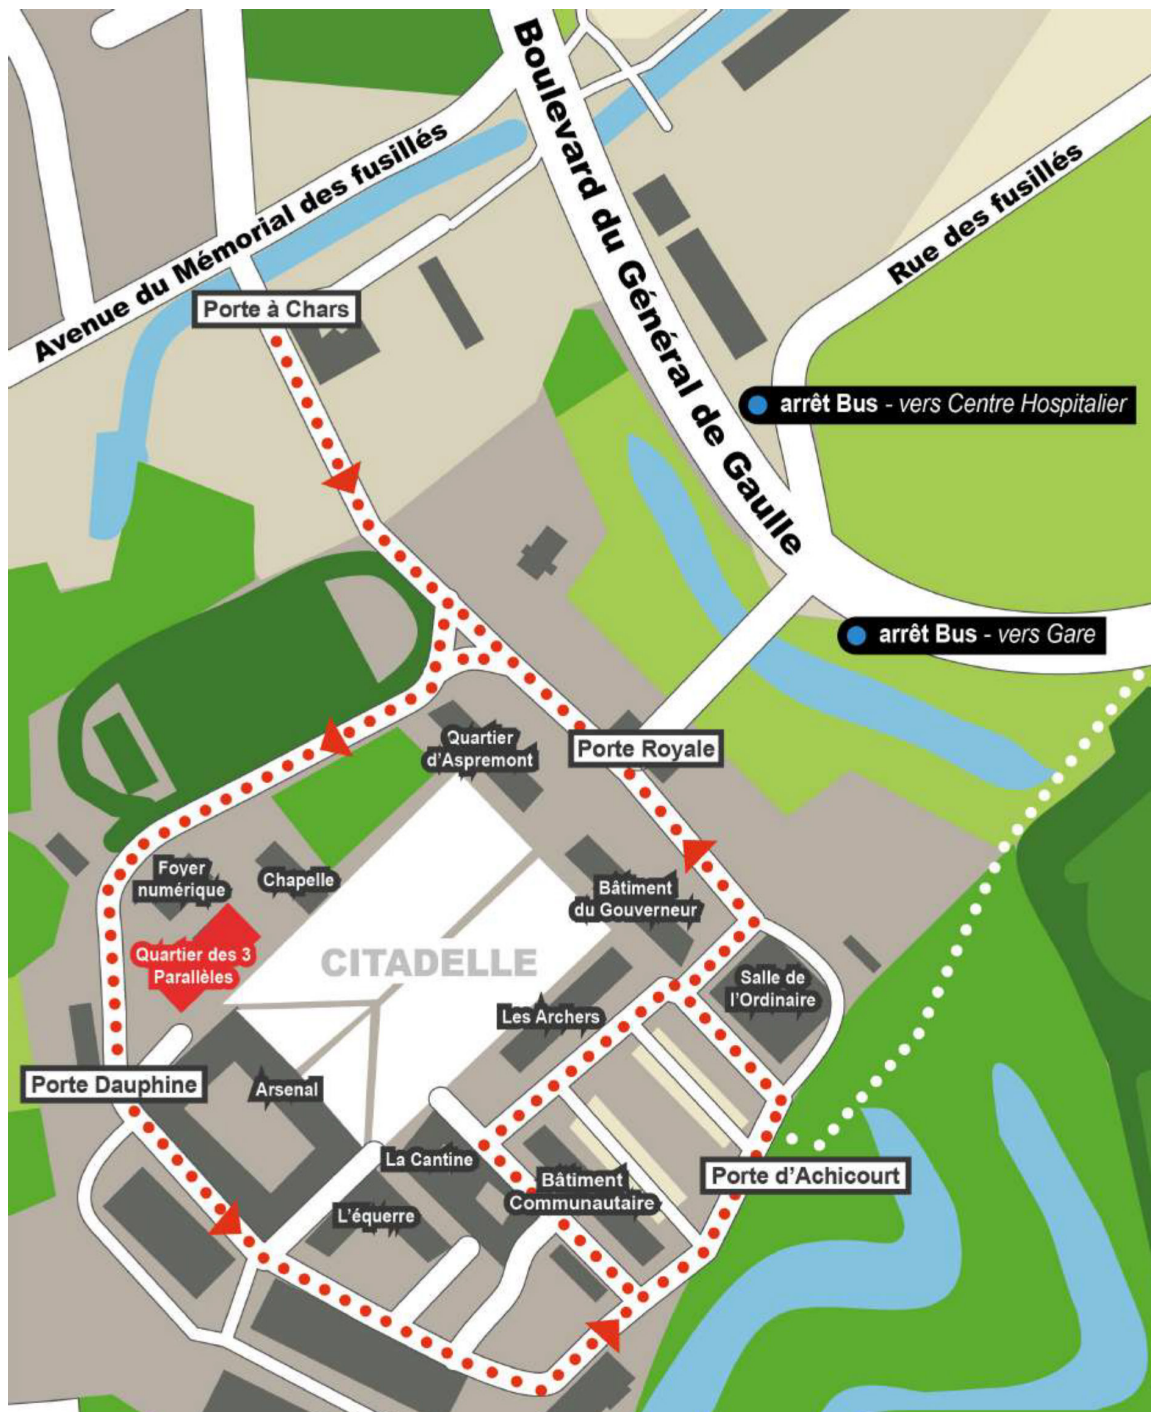 Boulevard du Général de Gaulle
Avenue du Mémorial des fusillés
Rue des fusillés
Porte à Chars
arrêt Bus - vers Centre Hospitalier
arrêt Bus - vers Gare
Quartier
d'Aspremont
Porte Royale
Foyer
numérique
Chapelle
Bâtiment
du Gouverneur
Quartier des 3
Parallèles
CITADELLE
Salle de
l'Ordinaire
Les Archers
Porte Dauphine
Arsenal
La Cantine
Bâtiment
Communautaire
Porte d'Achicourt
L'équerre